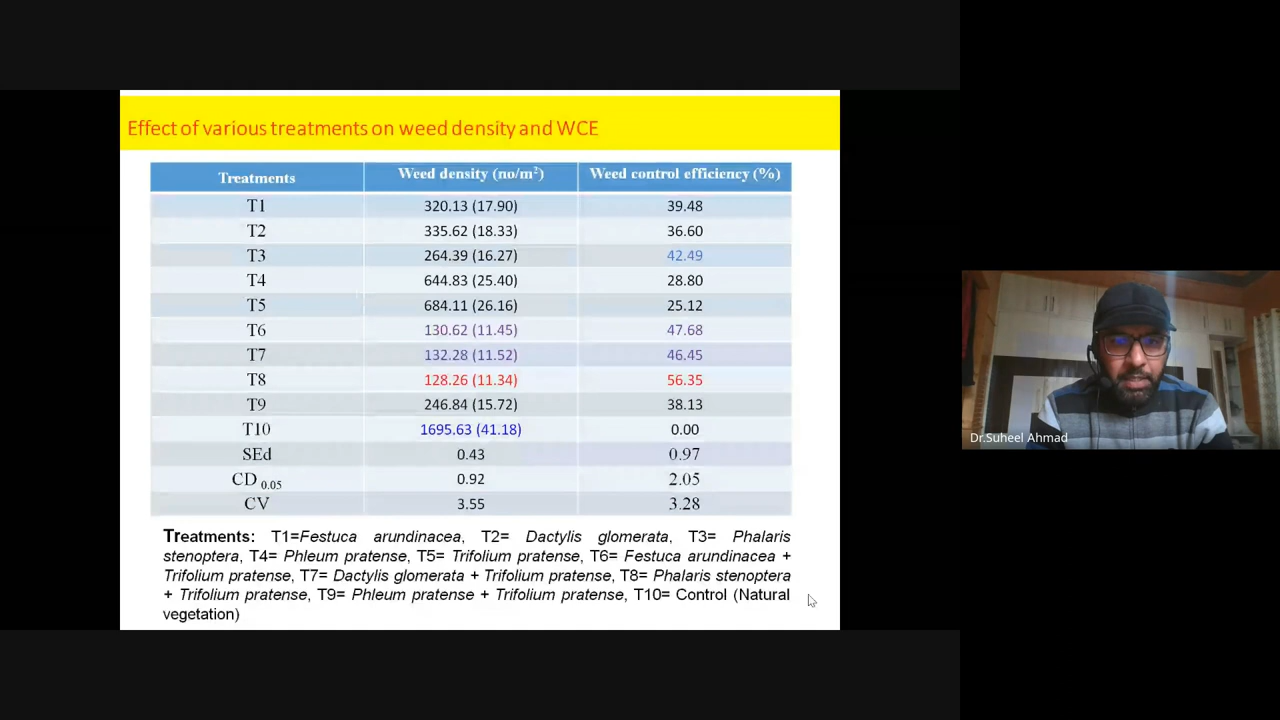 Effect of various treatments on weed density and WCE
Treatments Weed density (no/m²) Weed control efficiency (%)
T1 320.13 (17.90) 39.48
T2 335.62 (18.33) 36.60
T3 264.39 (16.27) 42.49
T4 644.83 (25.40) 28.80
T5 684.11 (26.16) 25.12
T6 130.62 (11.45) 47.68
T7 132.28 (11.52) 46.45
T8 128.26 (11.34) 56.35
T9 246.84 (15.72) 38.13
T10 1695.63 (41.18) 0.00
SEd 0.43 0.97
CD 0.05 0.92 2.05
CV 3.55 3.28
Treatments: T1=Festuca arundinacea, T2= Dactylis glomerata, T3= Phalaris
stenoptera, T4= Phleum pratense, T5= Trifolium pratense, T6= Festuca arundinacea +
Trifolium pratense, T7= Dactylis glomerata + Trifolium pratense, T8= Phalaris stenoptera
+ Trifolium pratense, T9= Phleum pratense + Trifolium pratense, T10= Control (Natural
vegetation)
Dr.Suheel Ahmad